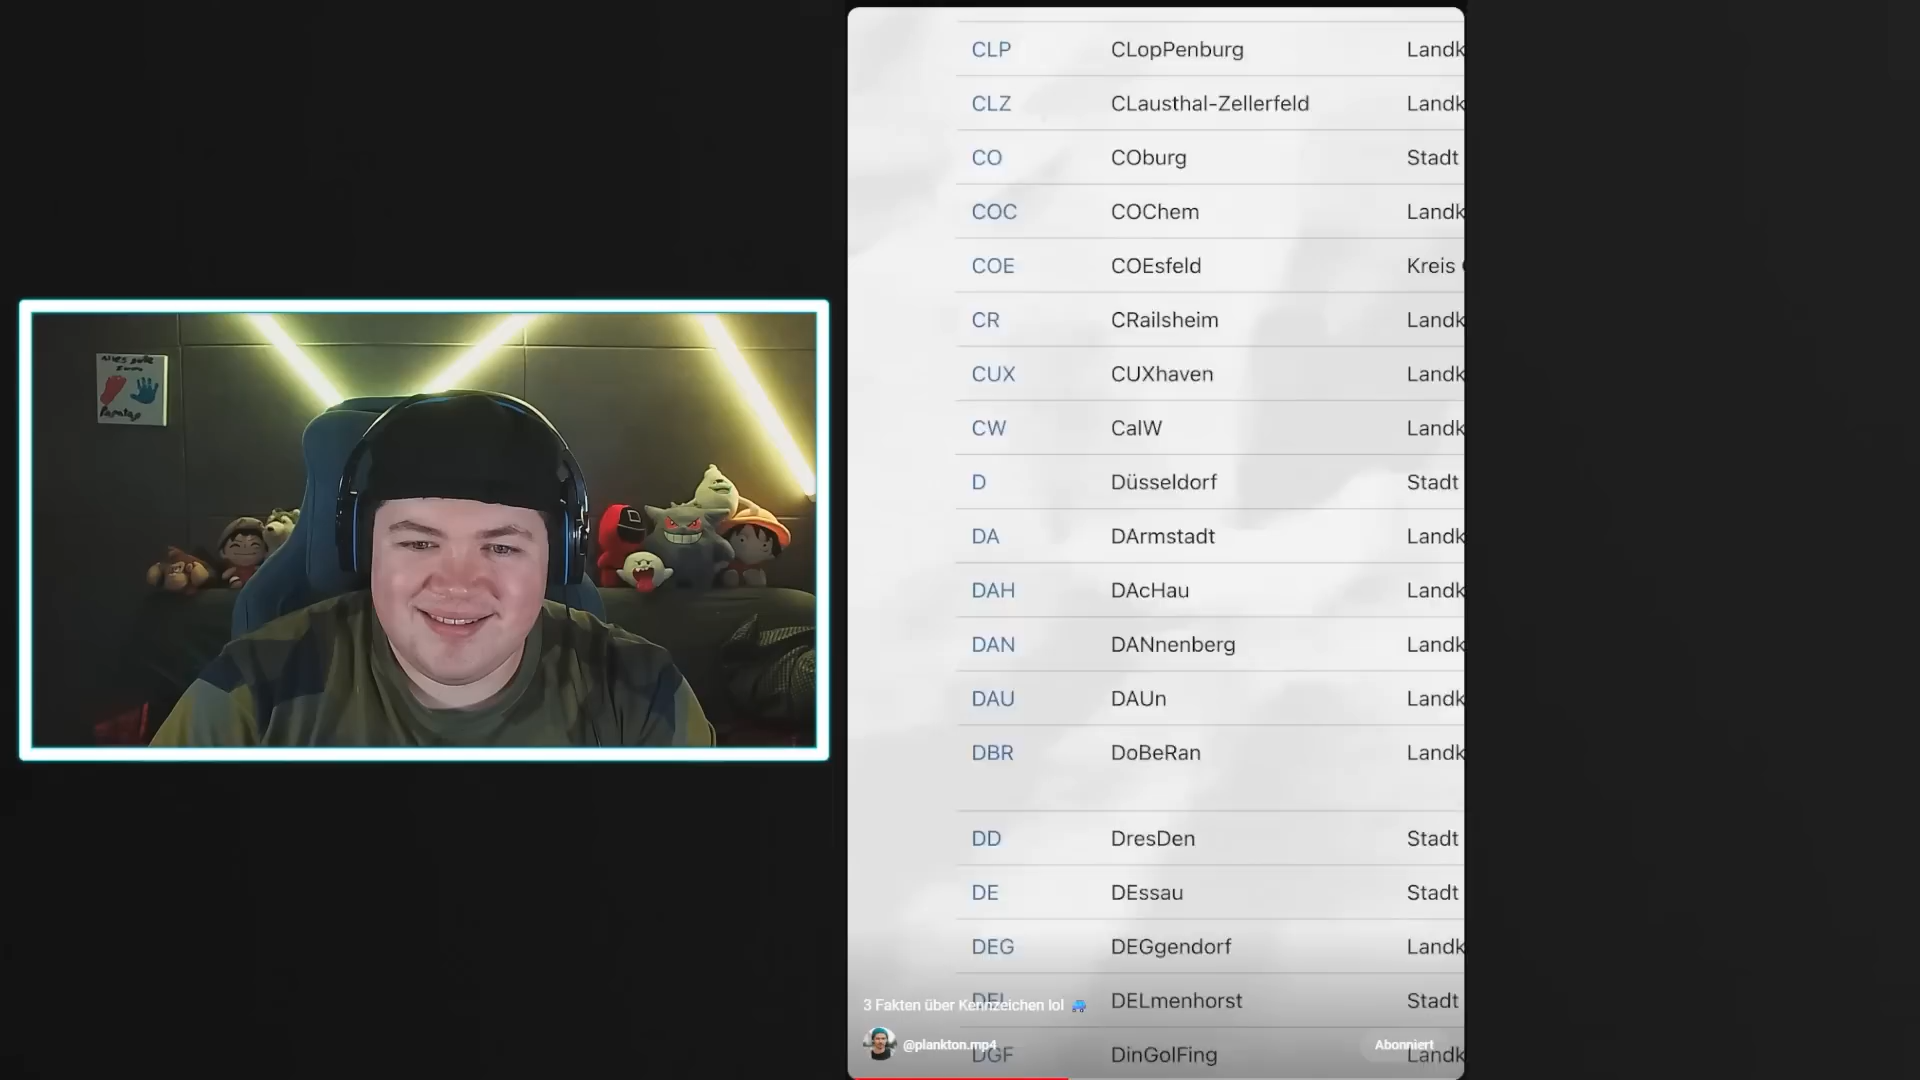 CLP CLopPenburg Landk
CLZ CLausthal-Zellerfeld Landk
CO COburg Stadt
COC COChem Landk
COE COEsfeld Kreis
CR CRailsheim Landk
CUX CUXhaven Landk
CW CalW Landk
D Düsseldorf Stadt
DA DArmstadt Landk
DAH DAcHau Landk
DAN DANnenberg Landk
DAU DAUn Landk
DBR DoBeRan Landk
DD DresDen Stadt
DE DEssau Stadt
DEG DEGgendorf Landk
DEL DELmenhorst Stadt
3 Fakten über Kennzeichen lol
@plankton.mp4
Abonniert
DGF DinGolFing Landk